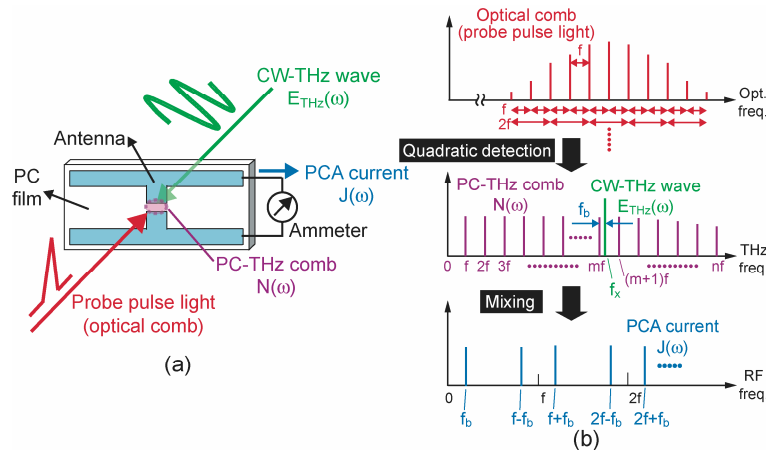 (a)
CW-THz wave
E_THz(ω)
Antenna
PC
film
PCA current
J(ω)
Ammeter
PC-THz comb
N(ω)
Probe pulse light
(optical comb)
(b)
Optical comb
(probe pulse light)
f
Opt.
freq.
f
2f
Quadratic detection
PC-THz comb
N(ω)
CW-THz wave
E_THz(ω)
f_b
THz
freq
0 f 2f 3f mf nf
(m+1)f
f_x
Mixing
PCA current
J(ω)
RF
freq
0 f 2f
f_b f-f_b f+f_b 2f-f_b 2f+f_b